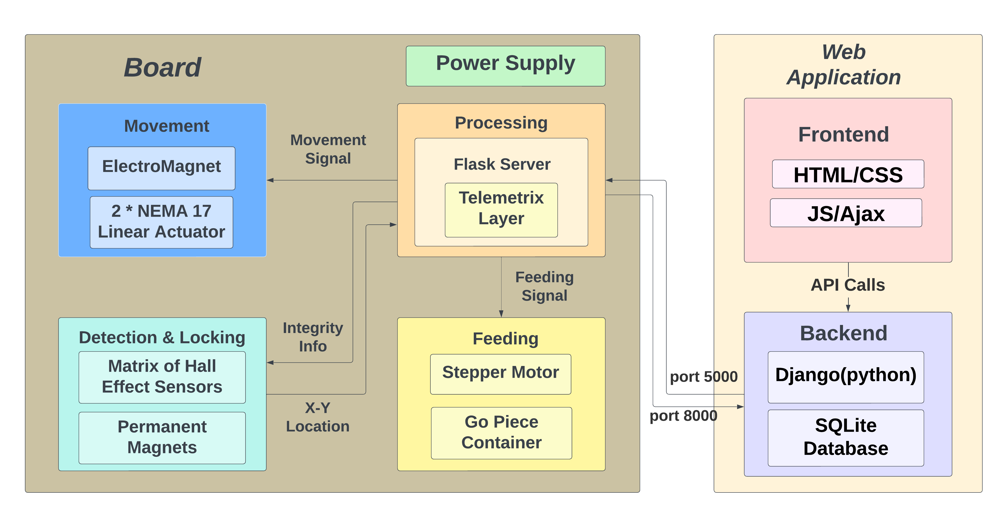 Board
Power Supply
Movement
ElectroMagnet
2 * NEMA 17
Linear Actuator
Movement
Signal
Processing
Flask Server
Telemetrix
Layer
Feeding
Signal
Detection & Locking
Matrix of Hall
Effect Sensors
Permanent
Magnets
Integrity
Info
X-Y
Location
Feeding
Stepper Motor
Go Piece
Container
port 5000
port 8000
Web
Application
Frontend
HTML/CSS
JS/Ajax
API Calls
Backend
Django(python)
SQLite
Database